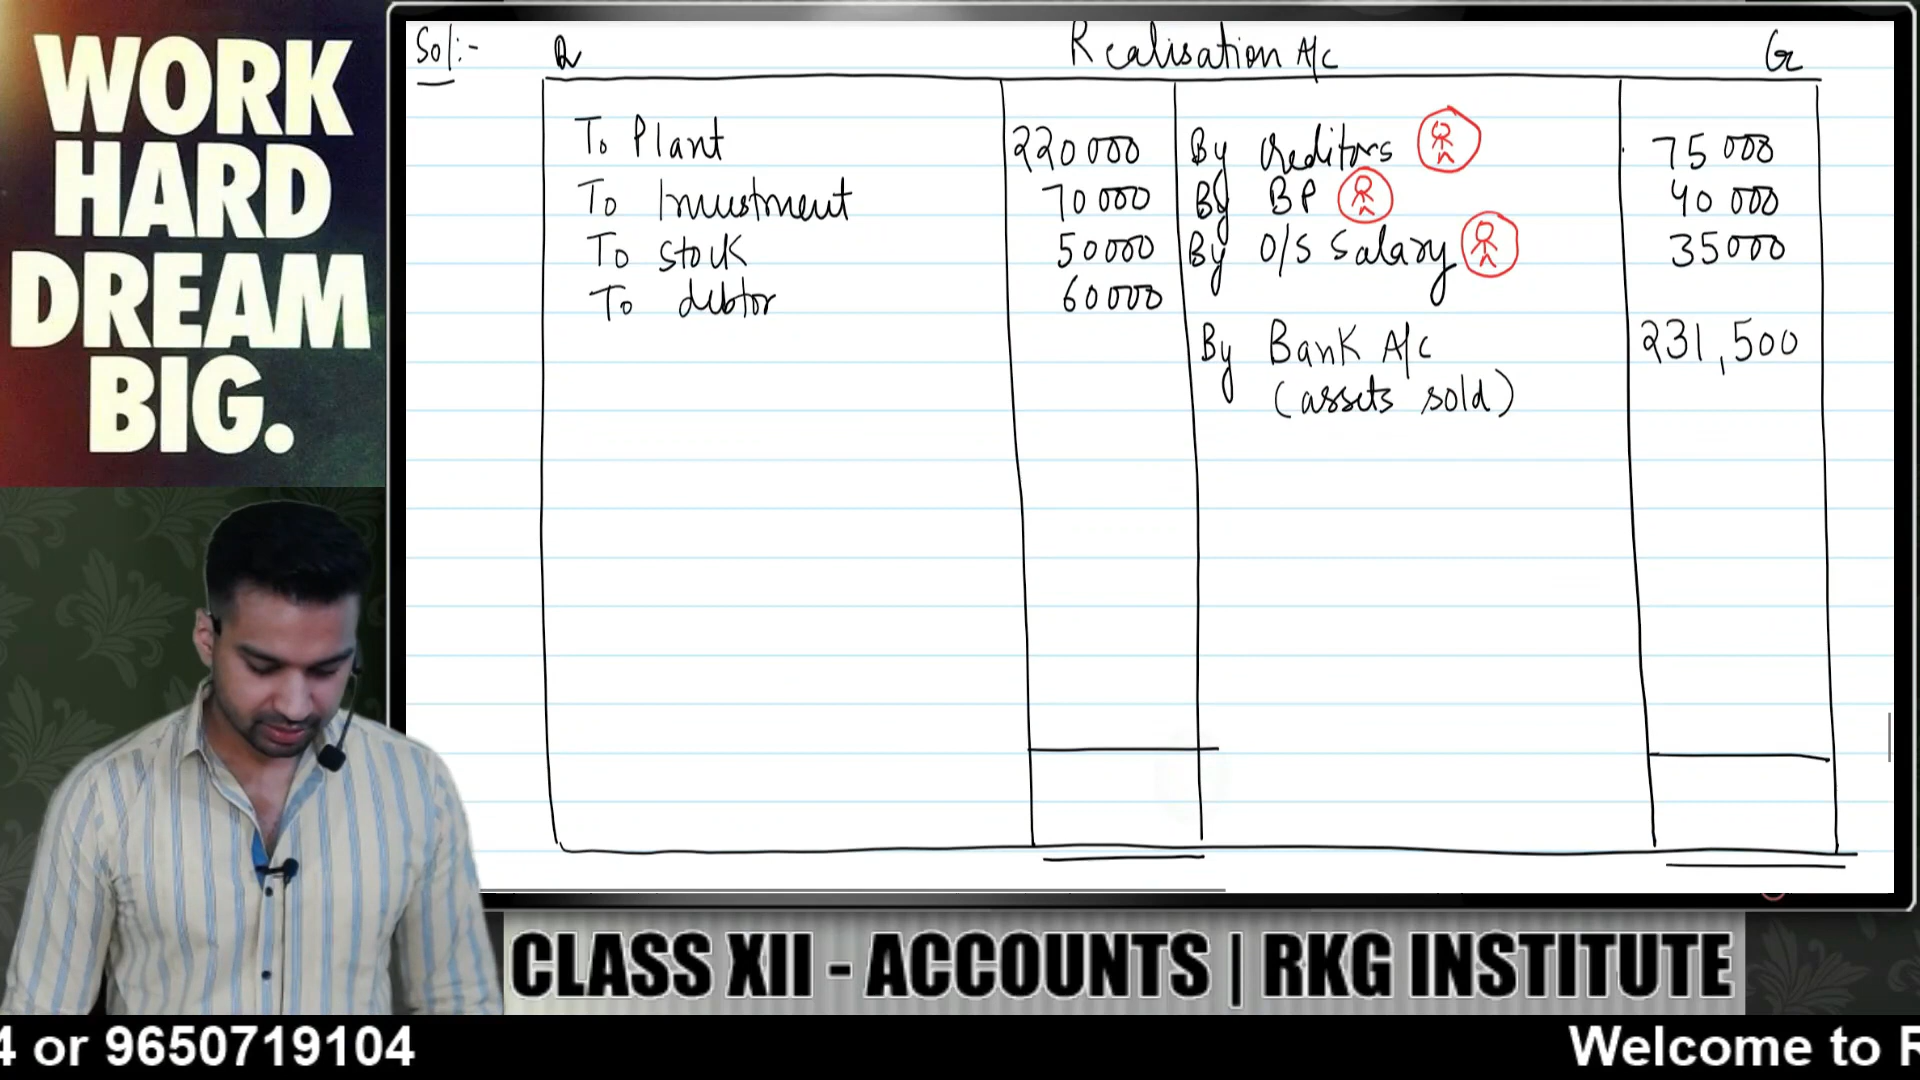 WORK
HARD
DREAM
BIG.
Sol:- Dr Realisation A/c Cr
To Plant 220000 By Creditors 75000
To Investment 70000 By BP 40000
To stock 50000 By O/S Salary 35000
To debtor 60000
By Bank A/c 231,500
(assets sold)
CLASS XII - ACCOUNTS | RKG INSTITUTE
4 or 9650719104 Welcome to R